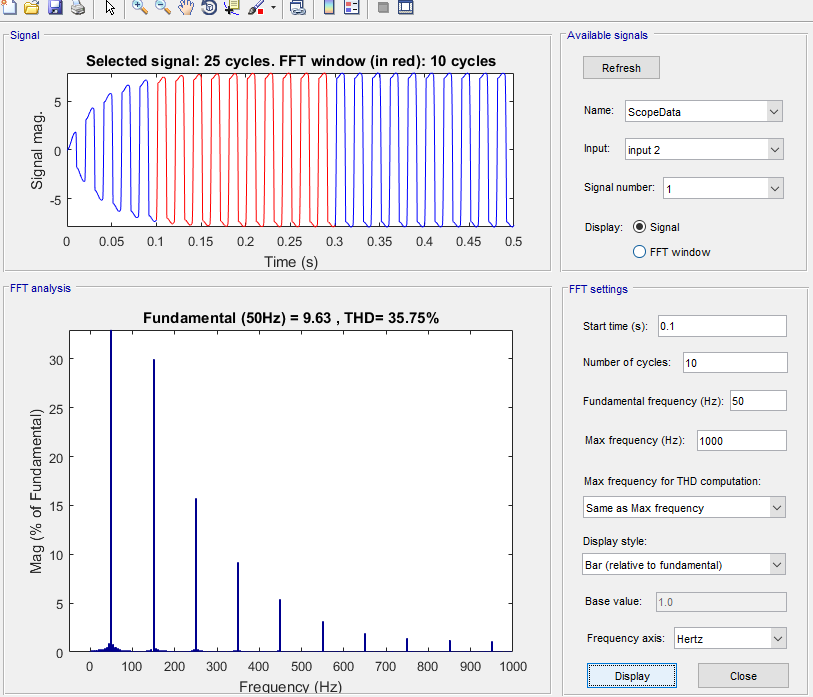 Signal
Selected signal: 25 cycles. FFT window (in red): 10 cycles
5
0
-5
Signal mag.
0 0.05 0.1 0.15 0.2 0.25 0.3 0.35 0.4 0.45 0.5
Time (s)
Available signals
Refresh
Name: ScopeData
Input: input 2
Signal number: 1
Display: Signal
FFT window
FFT analysis
Fundamental (50Hz) = 9.63 , THD= 35.75%
30
25
20
15
10
5
0
Mag (% of Fundamental)
0 100 200 300 400 500 600 700 800 900 1000
Frequency (Hz)
FFT settings
Start time (s): 0.1
Number of cycles: 10
Fundamental frequency (Hz): 50
Max frequency (Hz): 1000
Max frequency for THD computation:
Same as Max frequency
Display style:
Bar (relative to fundamental)
Base value: 1.0
Frequency axis: Hertz
Display Close